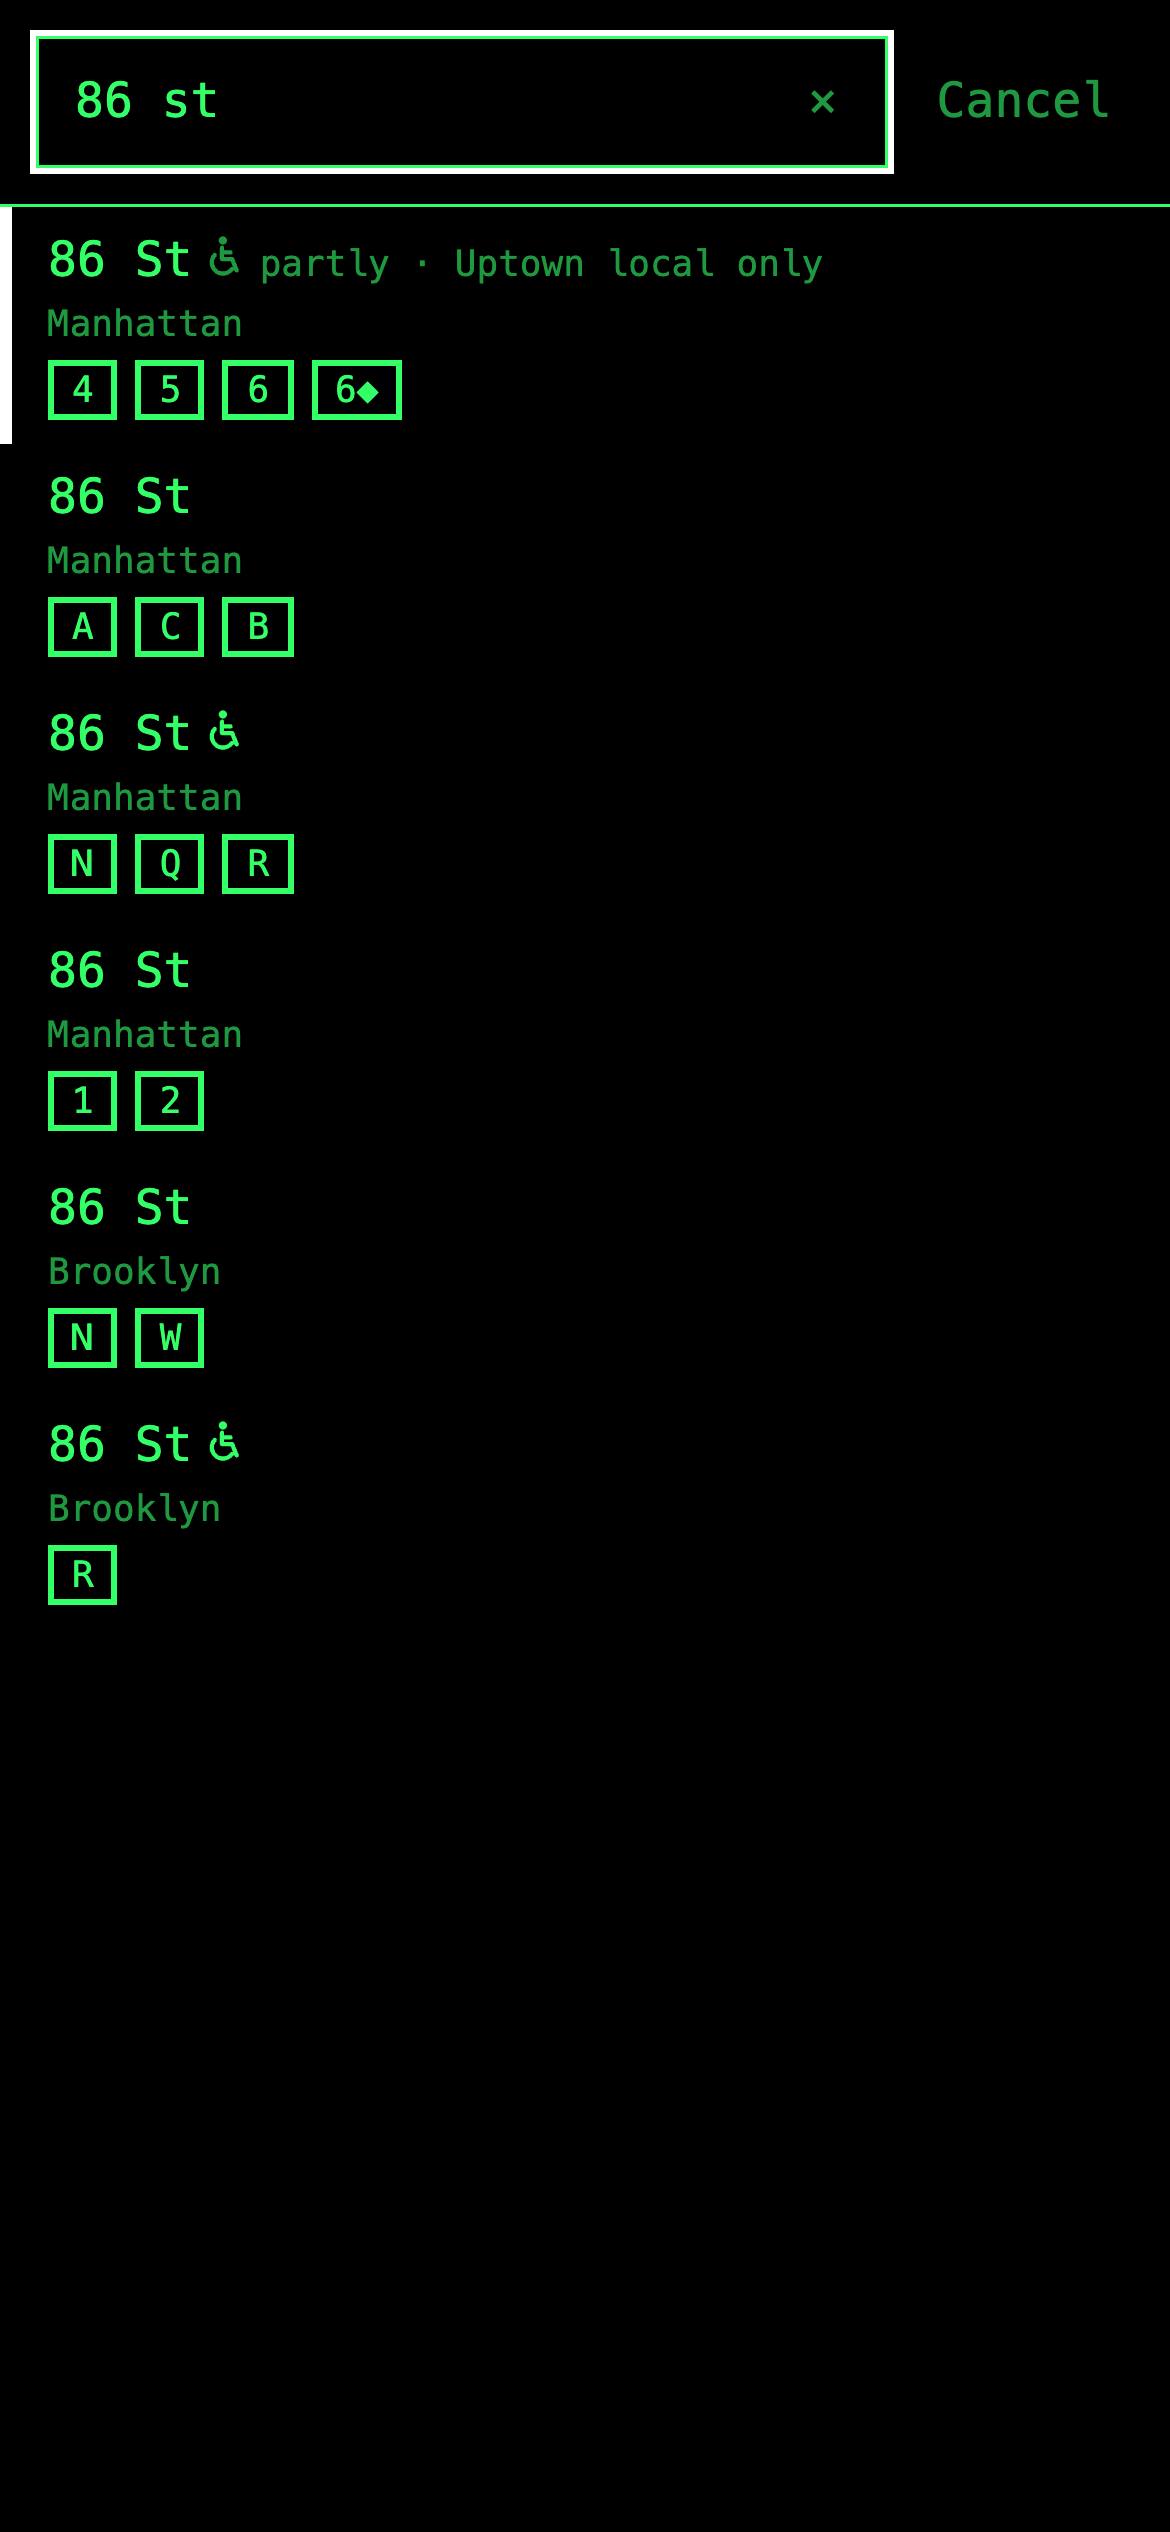 86 st × Cancel
86 St ♿ partly · Uptown local only
Manhattan
4 5 6 6◆
86 St
Manhattan
A C B
86 St ♿
Manhattan
N Q R
86 St
Manhattan
1 2
86 St
Brooklyn
N W
86 St ♿
Brooklyn
R